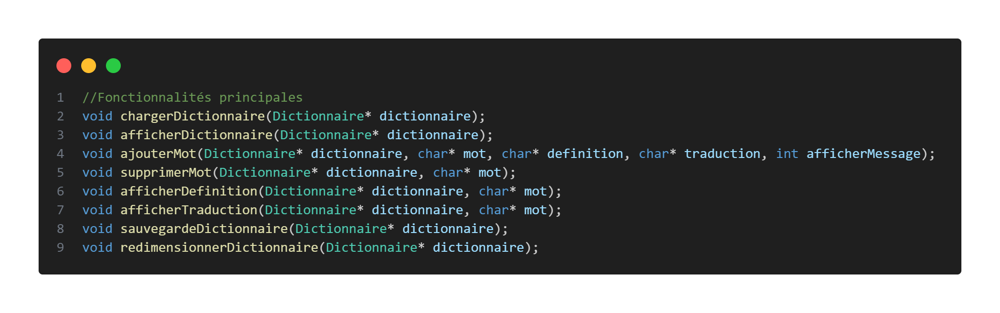 1 //Fonctionnalités principales
2 void chargerDictionnaire(Dictionnaire* dictionnaire);
3 void afficherDictionnaire(Dictionnaire* dictionnaire);
4 void ajouterMot(Dictionnaire* dictionnaire, char* mot, char* definition, char* traduction, int afficherMessage);
5 void supprimerMot(Dictionnaire* dictionnaire, char* mot);
6 void afficherDefinition(Dictionnaire* dictionnaire, char* mot);
7 void afficherTraduction(Dictionnaire* dictionnaire, char* mot);
8 void sauvegardeDictionnaire(Dictionnaire* dictionnaire);
9 void redimensionnerDictionnaire(Dictionnaire* dictionnaire);